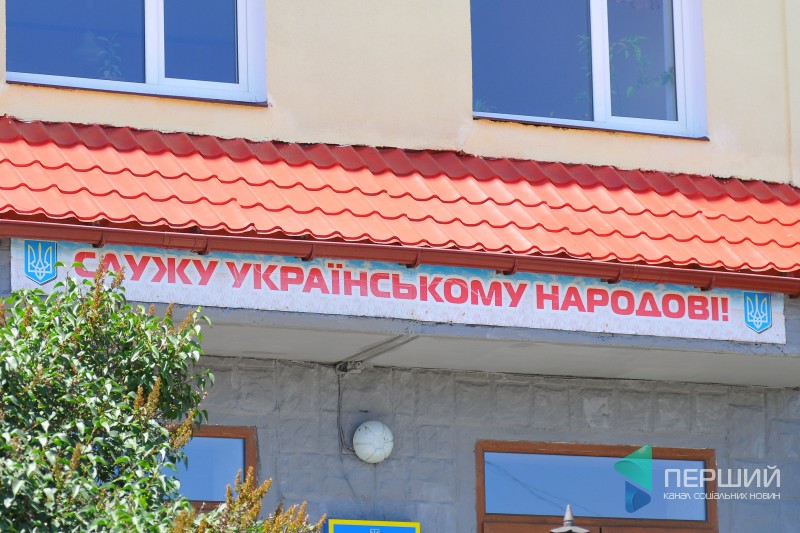 СЛУЖУ УКРАЇНСЬКОМУ НАРОДОВІ!
ПЕРШИЙ
КАНАЛ СОЦІАЛЬНИХ НОВИН